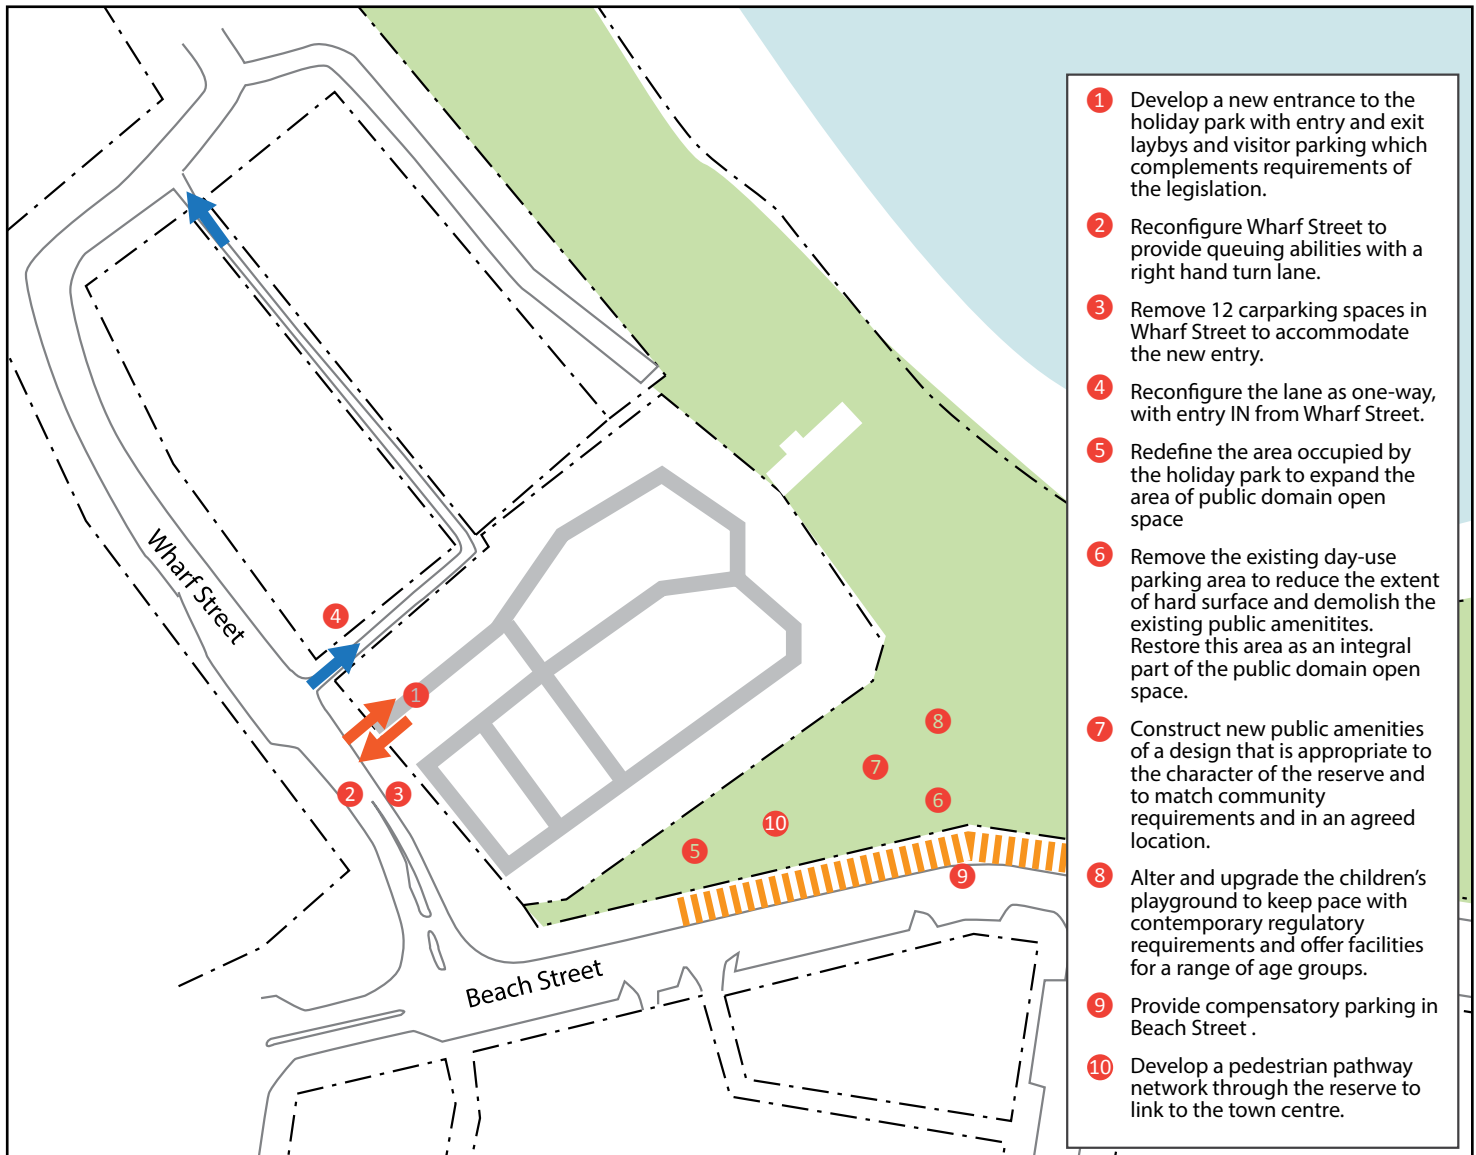 Wharf Street
Beach Street
4
1
2
3
8
7
6
10
5
9
1 Develop a new entrance to the
holiday park with entry and exit
laybys and visitor parking which
complements requirements of
the legislation.
2 Reconfigure Wharf Street to
provide queuing abilities with a
right hand turn lane.
3 Remove 12 carparking spaces in
Wharf Street to accommodate
the new entry.
4 Reconfigure the lane as one-way,
with entry IN from Wharf Street.
5 Redefine the area occupied by
the holiday park to expand the
area of public domain open
space
6 Remove the existing day-use
parking area to reduce the extent
of hard surface and demolish the
existing public amenitites.
Restore this area as an integral
part of the public domain open
space.
7 Construct new public amenities
of a design that is appropriate to
the character of the reserve and
to match community
requirements and in an agreed
location.
8 Alter and upgrade the children’s
playground to keep pace with
contemporary regulatory
requirements and offer facilities
for a range of age groups.
9 Provide compensatory parking in
Beach Street .
10 Develop a pedestrian pathway
network through the reserve to
link to the town centre.